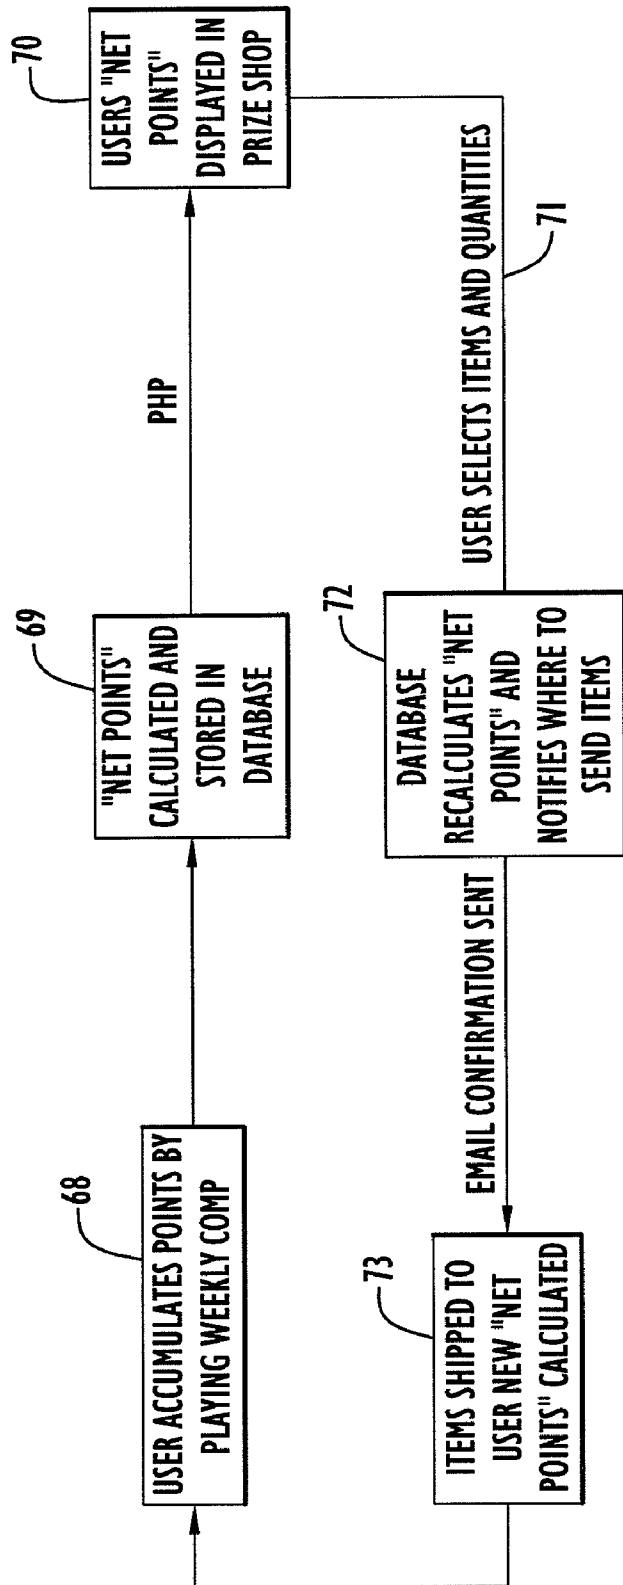 68
USER ACCUMULATES POINTS BY
PLAYING WEEKLY COMP
69
"NET POINTS"
CALCULATED AND
STORED IN
DATABASE
PHP
70
USERS "NET
POINTS"
DISPLAYED IN
PRIZE SHOP
USER SELECTS ITEMS AND QUANTITIES
71
72
DATABASE
RECALCULATES "NET
POINTS" AND
NOTIFIES WHERE TO
SEND ITEMS
EMAIL CONFIRMATION SENT
73
ITEMS SHIPPED TO
USER NEW "NET
POINTS" CALCULATED